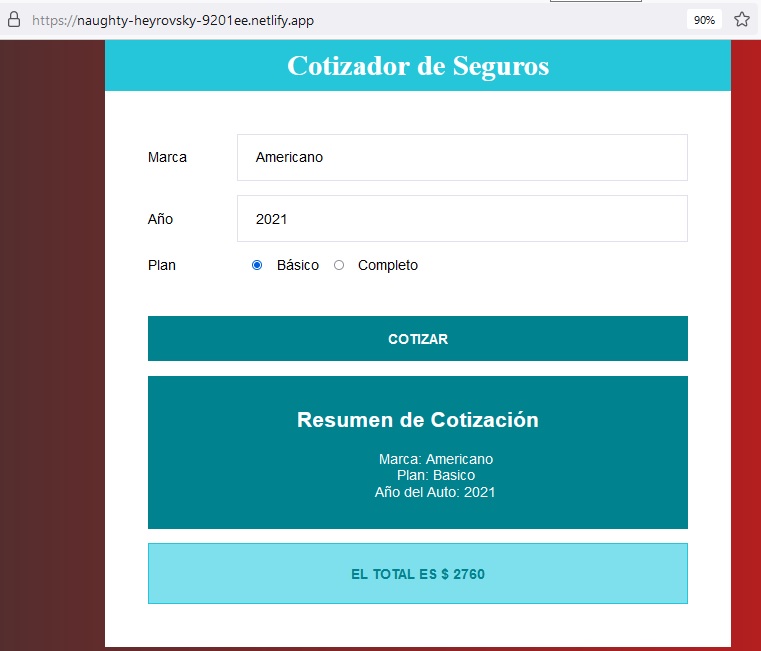 https://naughty-heyrovsky-9201ee.netlify.app 90%
Cotizador de Seguros
Marca Americano
Año 2021
Plan Básico Completo
COTIZAR
Resumen de Cotización
Marca: Americano
Plan: Basico
Año del Auto: 2021
EL TOTAL ES $ 2760